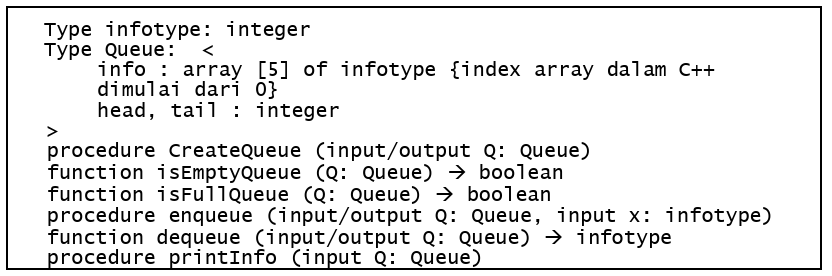 Type infotype: integer
Type Queue: <
info : array [5] of infotype {index array dalam C++
dimulai dari 0}
head, tail : integer
>
procedure CreateQueue (input/output Q: Queue)
function isEmptyQueue (Q: Queue) → boolean
function isFullQueue (Q: Queue) → boolean
procedure enqueue (input/output Q: Queue, input x: infotype)
function dequeue (input/output Q: Queue) → infotype
procedure printInfo (input Q: Queue)